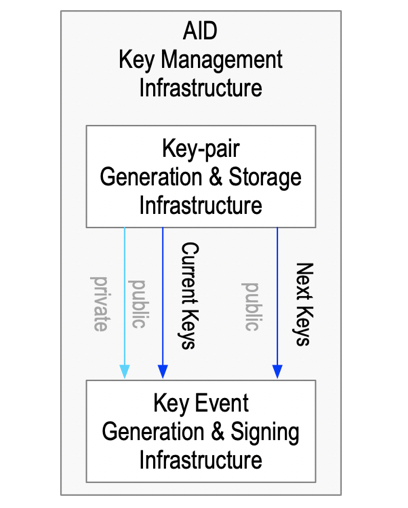 AID
Key Management
Infrastructure
Key-pair
Generation & Storage
Infrastructure
private
public
Current Keys
public
Next Keys
Key Event
Generation & Signing
Infrastructure